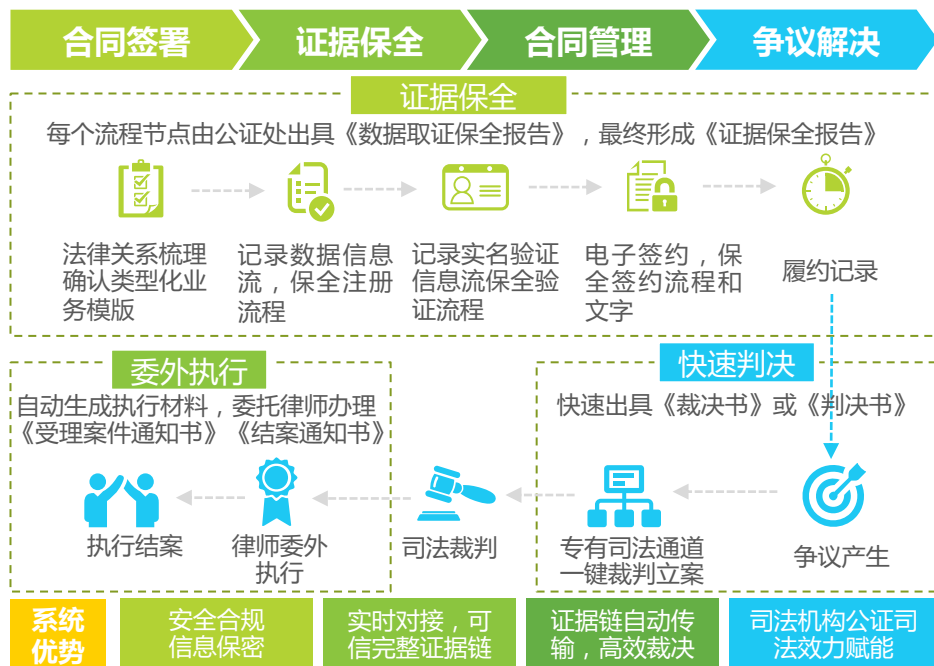 合同签署
证据保全
合同管理
争议解决
证据保全
每个流程节点由公证处出具《数据取证保全报告》，最终形成《证据保全报告》
法律关系梳理
确认类型化业
务模版
记录数据信息
流，保全注册
流程
记录实名验证
信息流保全验
证流程
电子签约，保
全签约流程和
文字
履约记录
委外执行
自动生成执行材料，委托律师办理
《受理案件通知书》《结案通知书》
快速判决
快速出具《裁决书》或《判决书》
执行结案
律师委外
执行
司法裁判
专有司法通道
一键裁判立案
争议产生
系统
优势
安全合规
信息保密
实时对接，可
信完整证据链
证据链自动传
输，高效裁决
司法机构公证司
法效力赋能